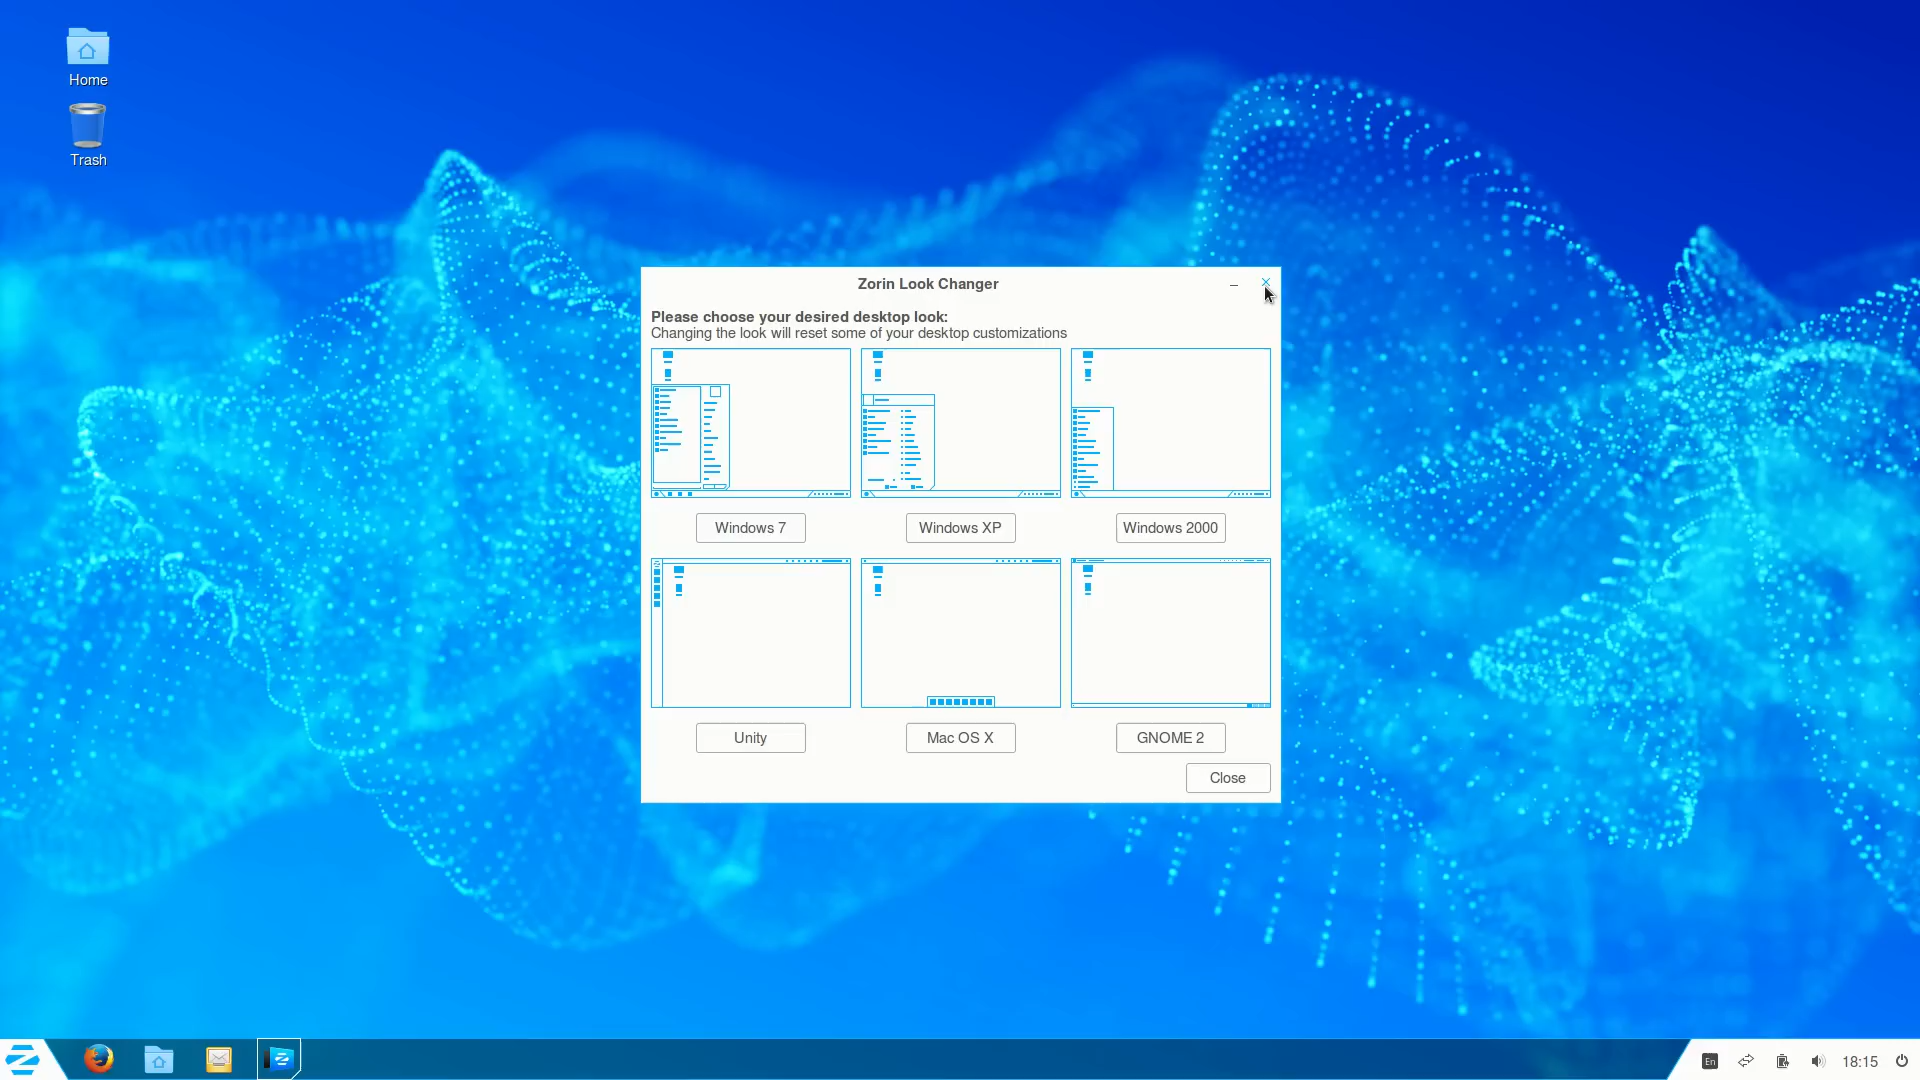 Home
Trash
Zorin Look Changer
Please choose your desired desktop look:
Changing the look will reset some of your desktop customizations
Windows 7
Windows XP
Windows 2000
Unity
Mac OS X
GNOME 2
Close
En
18:15